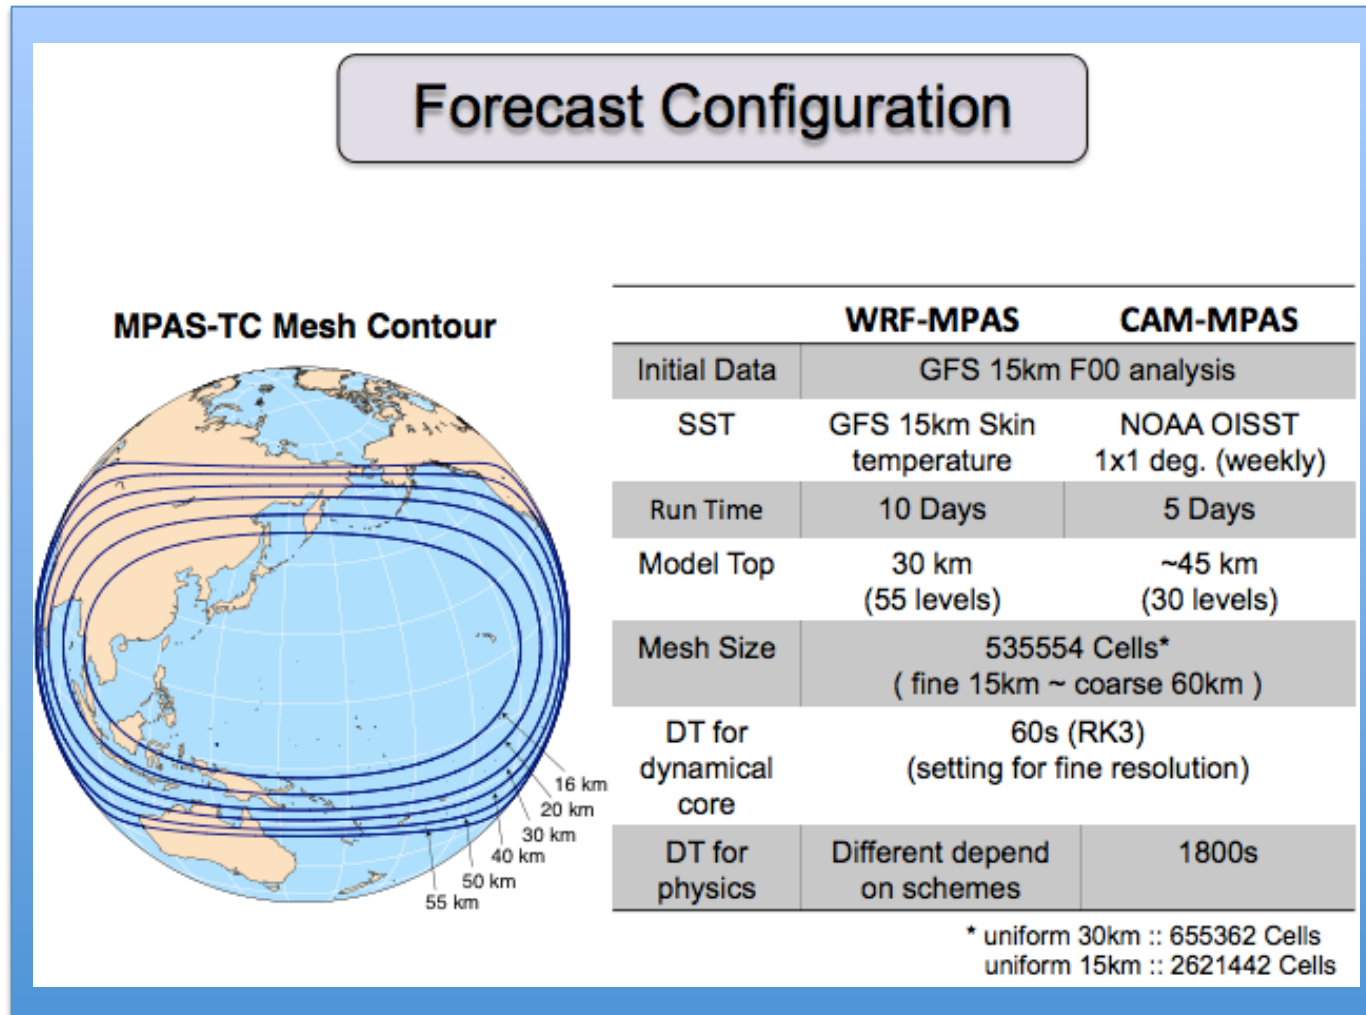 Forecast Configuration
MPAS-TC Mesh Contour
16 km
20 km
30 km
40 km
50 km
55 km
WRF-MPAS CAM-MPAS
Initial Data GFS 15km F00 analysis
SST GFS 15km Skin NOAA OISST
temperature 1x1 deg. (weekly)
Run Time 10 Days 5 Days
Model Top 30 km ~45 km
(55 levels) (30 levels)
Mesh Size 535554 Cells*
( fine 15km ~ coarse 60km )
DT for 60s (RK3)
dynamical (setting for fine resolution)
core
DT for Different depend 1800s
physics on schemes
* uniform 30km :: 655362 Cells
uniform 15km :: 2621442 Cells